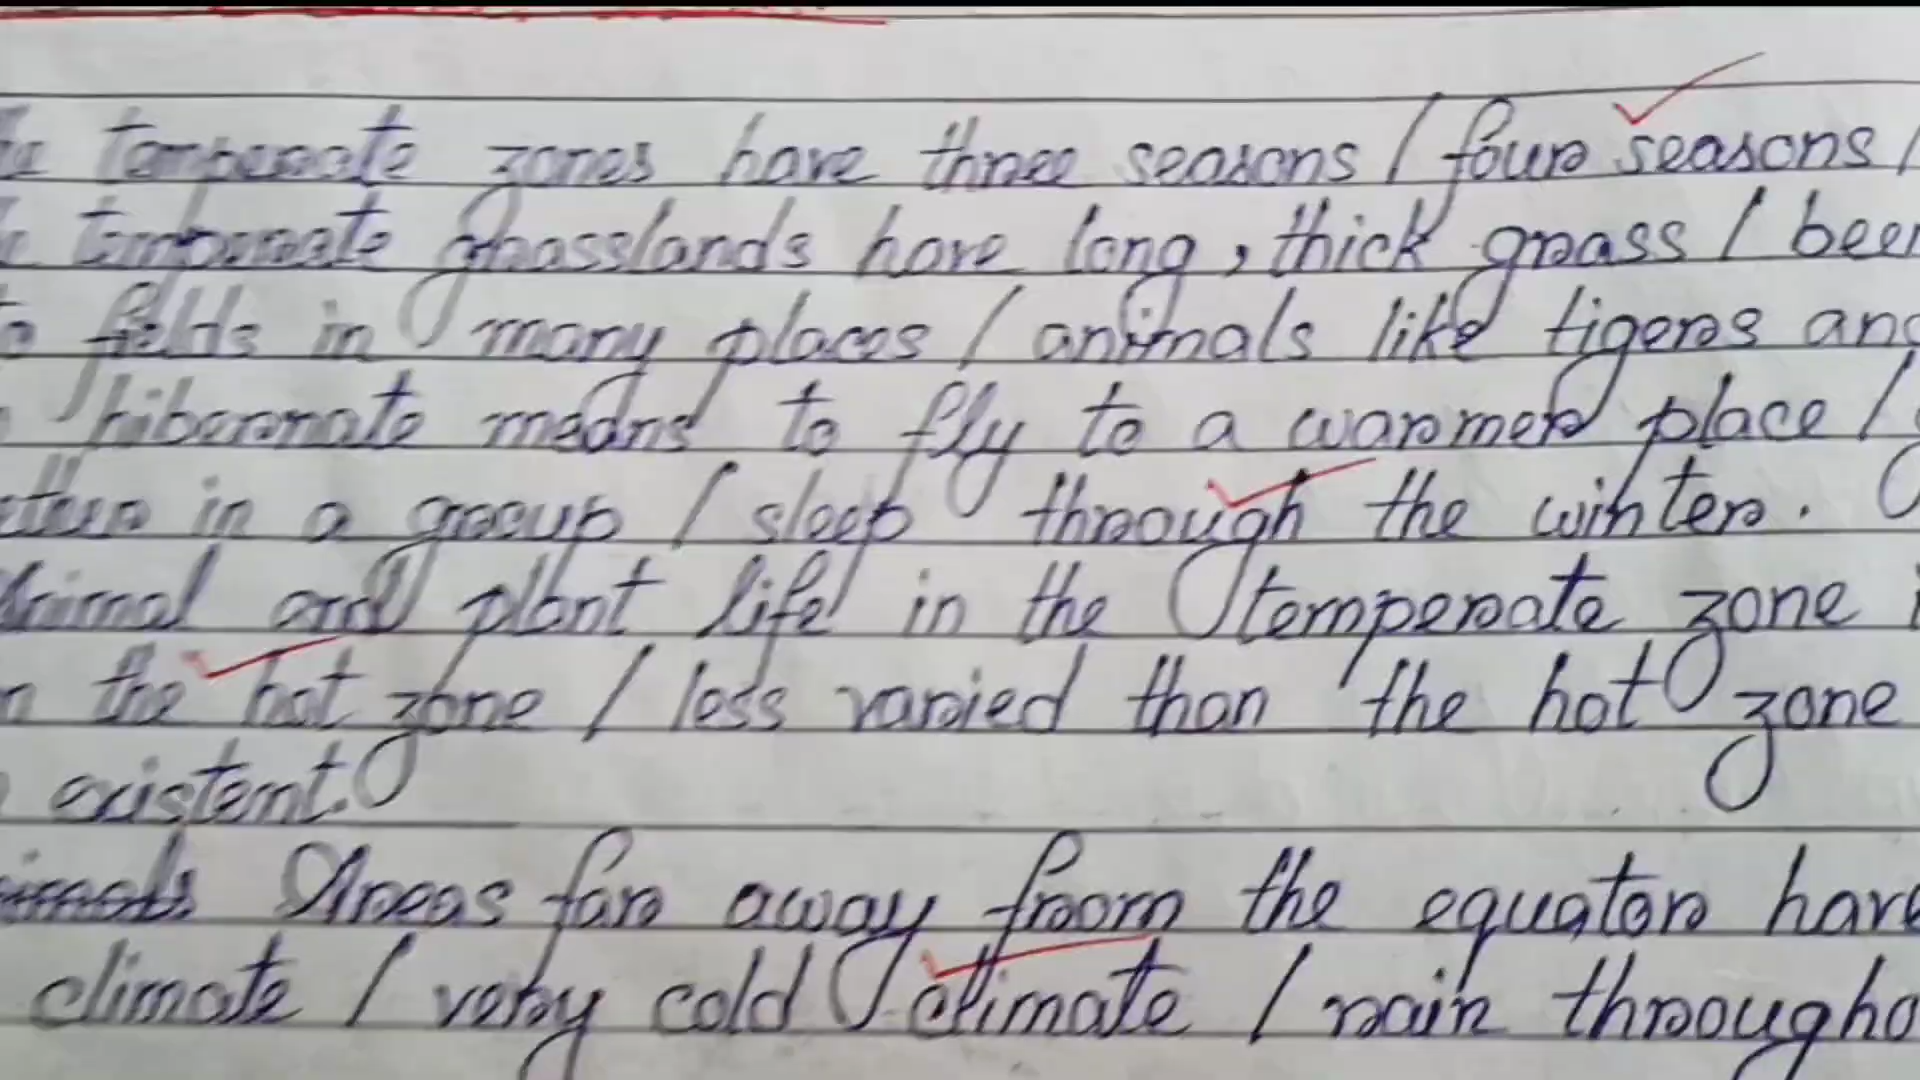 temperate zones have three seasons / four seasons /
temperate grasslands have long, thick grass / been
to fields in many places / animals like tigers and
hibernate means to fly to a warmer place /
ether in a group / sleep through the winter.
Animal and plant life in the temperate zone i
n the hot zone / less varied than the hot zone
existent.
Areas far away from the equator have
climate / very cold climate / rain througho